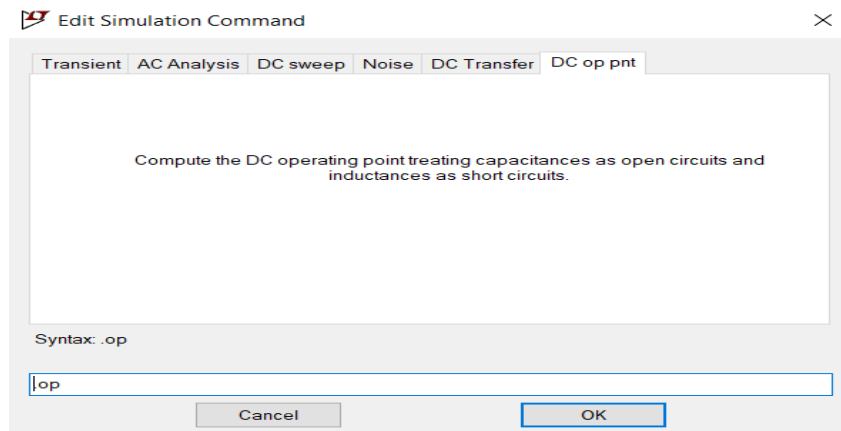 Edit Simulation Command
Transient AC Analysis DC sweep Noise DC Transfer DC op pnt
Compute the DC operating point treating capacitances as open circuits and
inductances as short circuits.
Syntax: .op
.op
Cancel OK